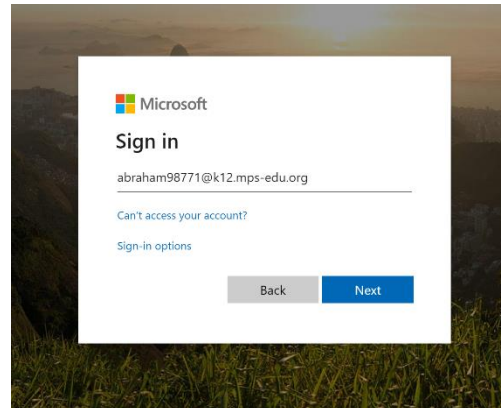 Microsoft
Sign in
abraham98771@k12.mps-edu.org
Can't access your account?
Sign-in options
Back Next